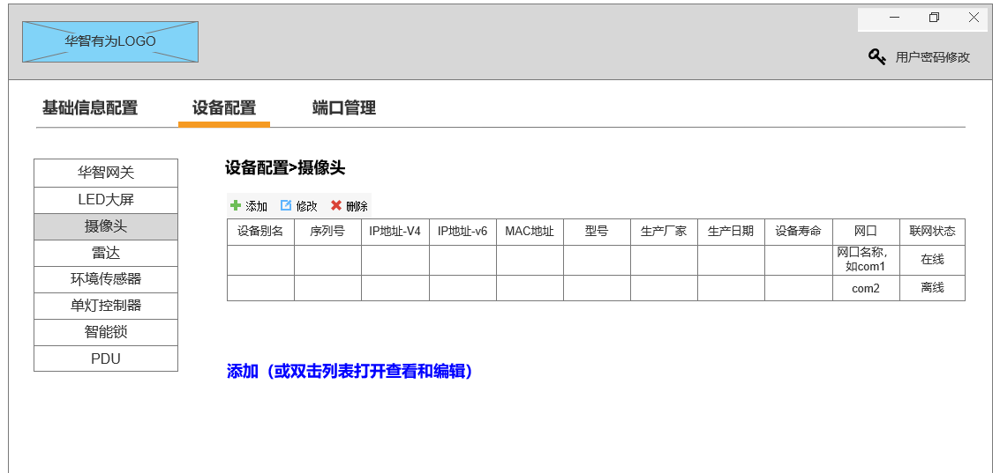 华智有为LOGO
用户密码修改
基础信息配置 设备配置 端口管理
华智网关
LED大屏
摄像头
雷达
环境传感器
单灯控制器
智能锁
PDU
设备配置>摄像头
添加 修改 删除
设备别名 序列号 IP地址-V4 IP地址-v6 MAC地址 型号 生产厂家 生产日期 设备寿命 网口 联网状态
网口名称，
如com1
在线
com2 离线
添加（或双击列表打开查看和编辑）